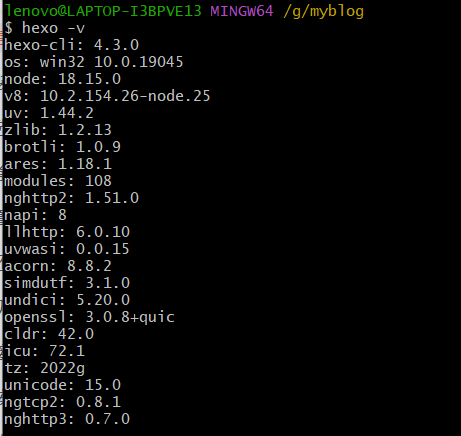 lenovo@LAPTOP-I3BPVE13 MINGW64 /g/myblog
$ hexo -v
hexo-cli: 4.3.0
os: win32 10.0.19045
node: 18.15.0
v8: 10.2.154.26-node.25
uv: 1.44.2
zlib: 1.2.13
brotli: 1.0.9
ares: 1.18.1
modules: 108
nghttp2: 1.51.0
napi: 8
llhttp: 6.0.10
uvwasi: 0.0.15
acorn: 8.8.2
simdutf: 3.1.0
undici: 5.20.0
openssl: 3.0.8+quic
cldr: 42.0
icu: 72.1
tz: 2022g
unicode: 15.0
ngtcp2: 0.8.1
nghttp3: 0.7.0